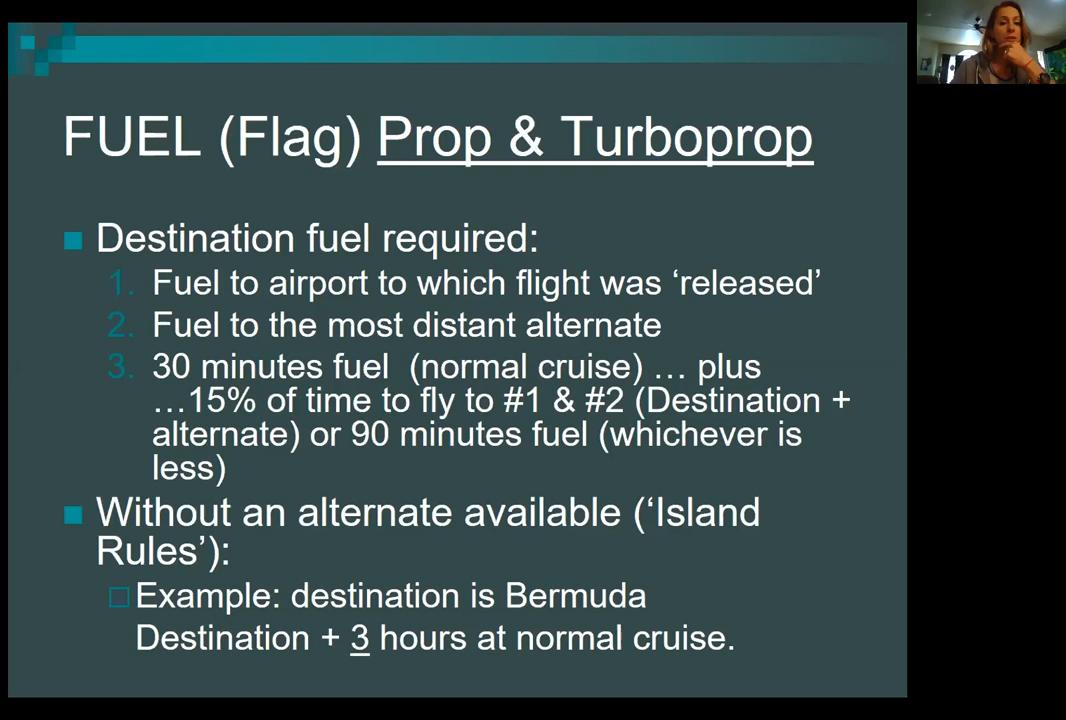 FUEL (Flag) Prop & Turboprop
Destination fuel required:
1. Fuel to airport to which flight was ‘released’
2. Fuel to the most distant alternate
3. 30 minutes fuel (normal cruise) … plus
…15% of time to fly to #1 & #2 (Destination +
alternate) or 90 minutes fuel (whichever is
less)
Without an alternate available (‘Island
Rules’):
Example: destination is Bermuda
Destination + 3 hours at normal cruise.